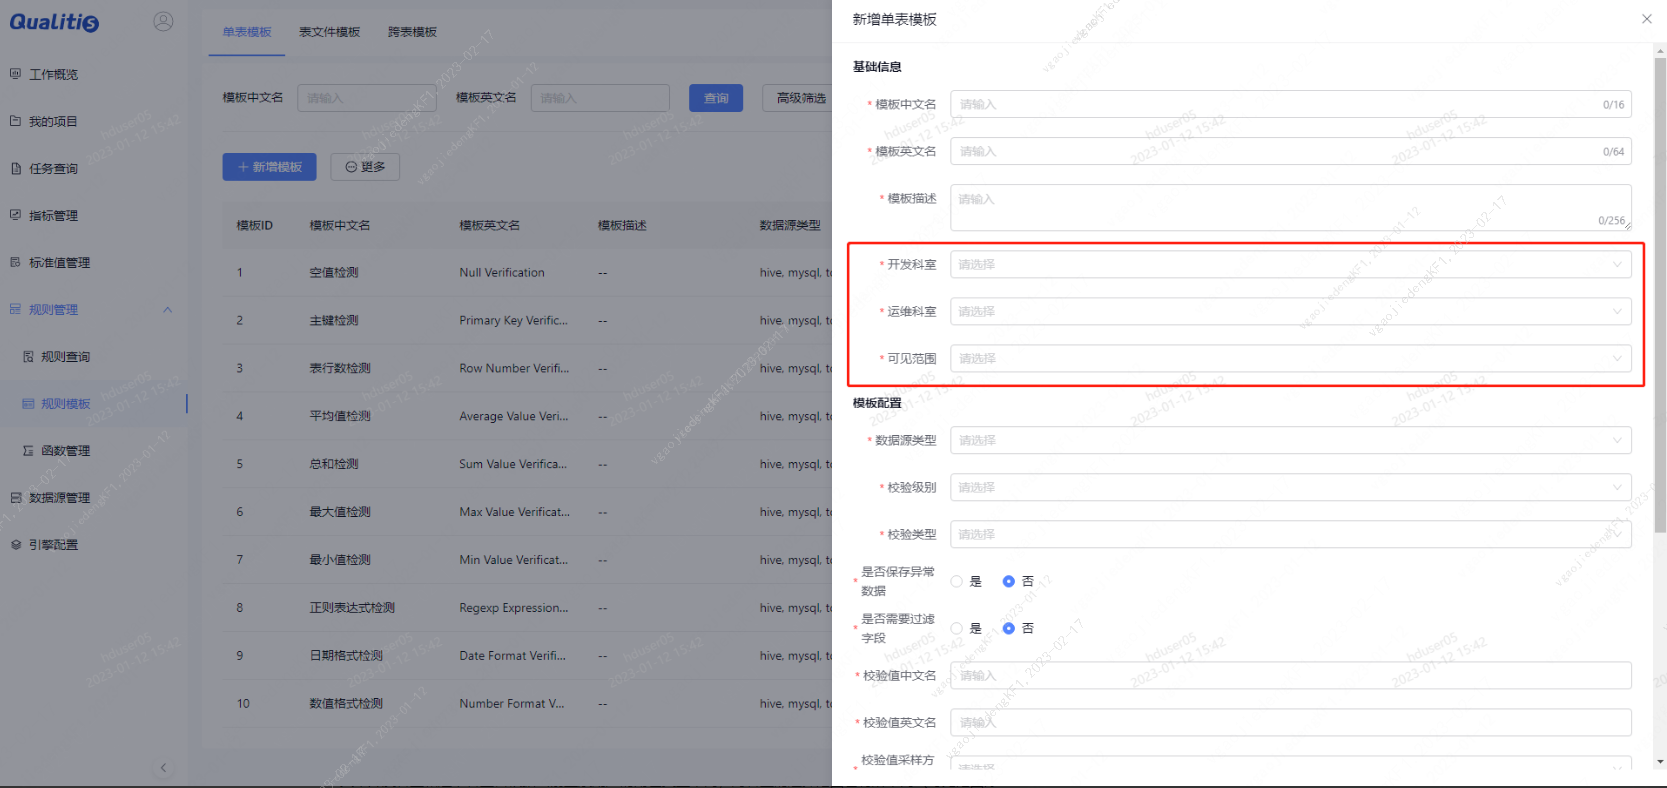 Qualitis
工作概览
我的项目
任务查询
指标管理
标准值管理
规则管理
规则查询
规则模板
函数管理
数据源管理
引擎配置
单表模板 表文件模板 跨表模板
模板中文名 请输入 模板英文名 请输入 查询 高级筛选
+ 新增模板 更多
模板ID 模板中文名 模板英文名 模板描述 数据源类型
1 空值检测 Null Verification -- hive, mysql, t
2 主键检测 Primary Key Verific... -- hive, mysql, t
3 表行数检测 Row Number Verifi... -- hive, mysql, t
4 平均值检测 Average Value Veri... -- hive, mysql, t
5 总和检测 Sum Value Verifica... -- hive, mysql, t
6 最大值检测 Max Value Verificat... -- hive, mysql, t
7 最小值检测 Min Value Verificat... -- hive, mysql, t
8 正则表达式检测 Regexp Expression... -- hive, mysql, t
9 日期格式检测 Date Format Verifi... -- hive, mysql, t
10 数值格式检测 Number Format V... -- hive, mysql, t
新增单表模板
基础信息
* 模板中文名 请输入 0/16
* 模板英文名 请输入 0/64
* 模板描述 请输入 0/256
* 开发科室 请选择
* 运维科室 请选择
* 可见范围 请选择
模板配置
* 数据源类型 请选择
* 校验级别 请选择
* 校验类型 请选择
* 是否保存异常
数据 是 否
* 是否需要过滤
字段 是 否
* 校验值中文名 请输入
* 校验值英文名 请输入
* 校验值采样方 请选择
hduser05
2023-01-12 15:42